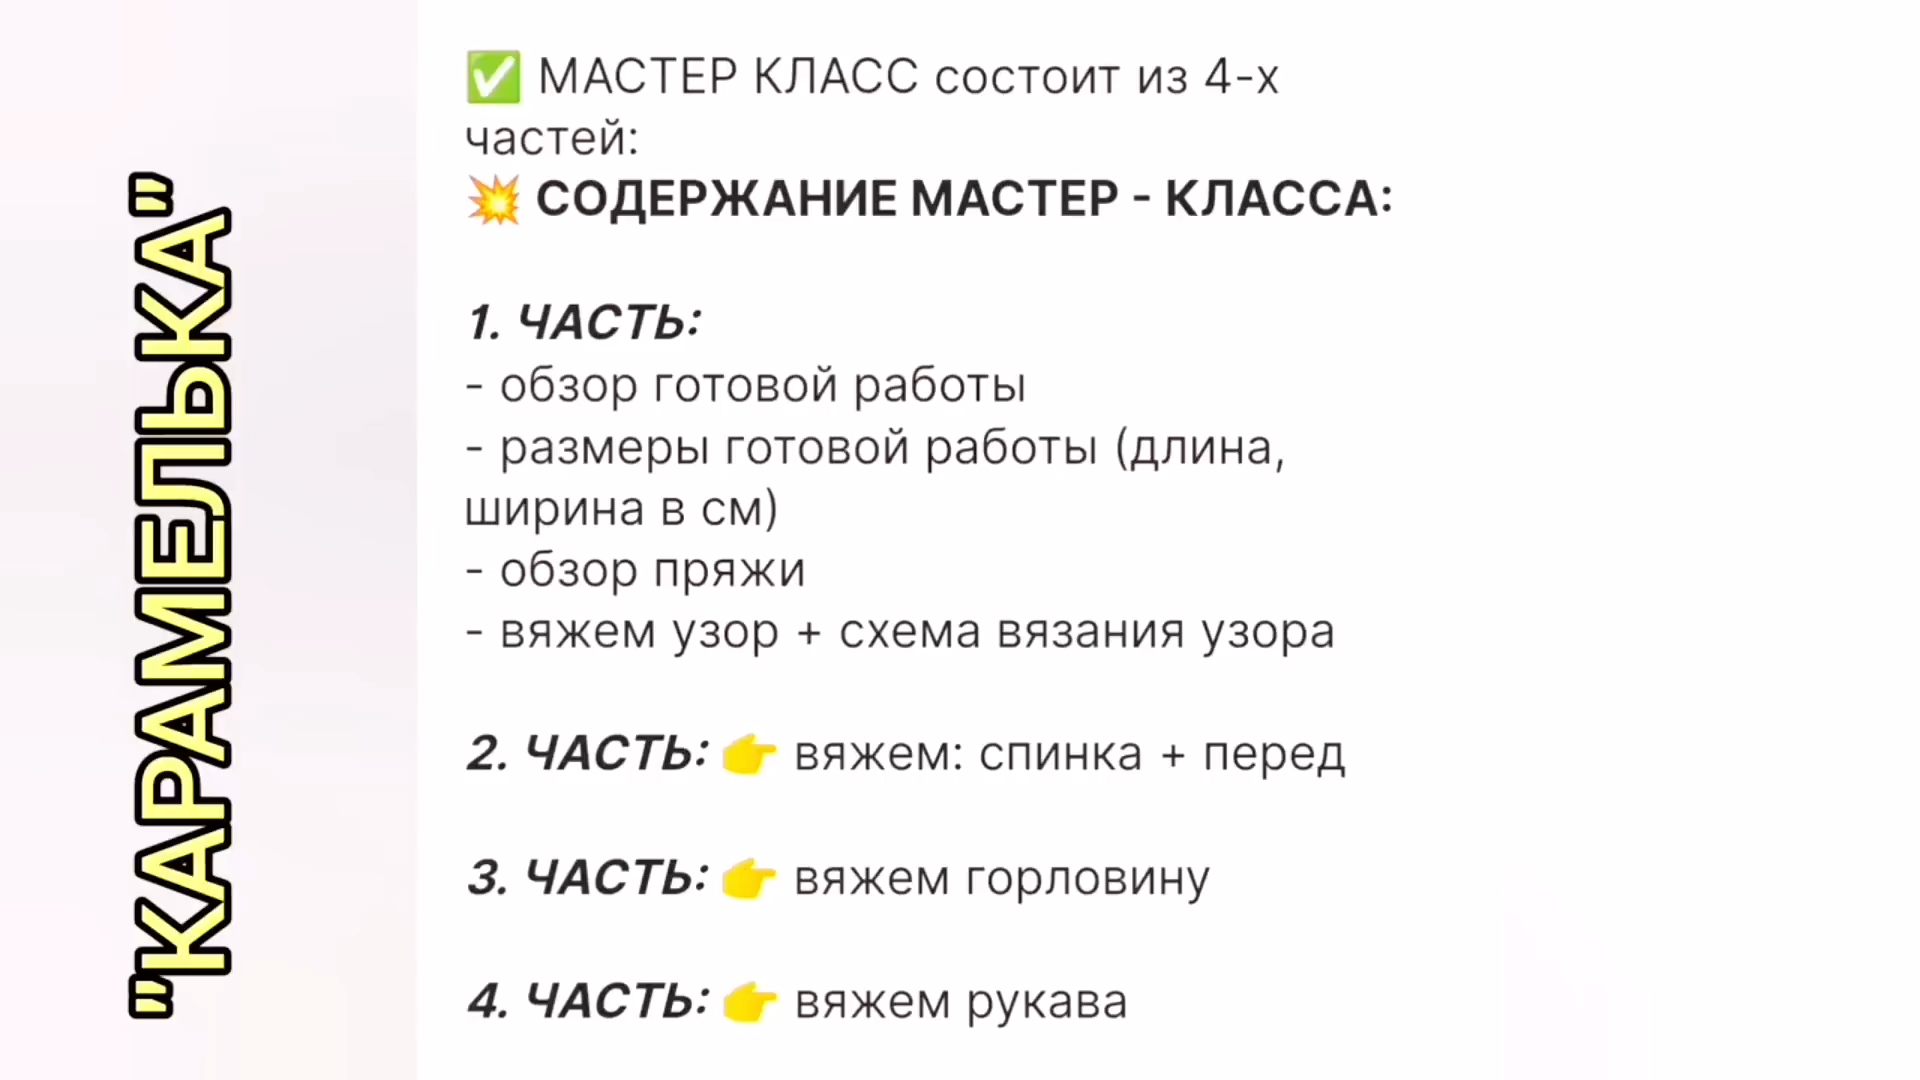 "КАРАМЕЛЬКА"
✅ МАСТЕР КЛАСС состоит из 4-х
частей:
💥 СОДЕРЖАНИЕ МАСТЕР - КЛАССА:
1. ЧАСТЬ:
- обзор готовой работы
- размеры готовой работы (длина,
ширина в см)
- обзор пряжи
- вяжем узор + схема вязания узора
2. ЧАСТЬ: 👉 вяжем: спинка + перед
3. ЧАСТЬ: 👉 вяжем горловину
4. ЧАСТЬ: 👉 вяжем рукава